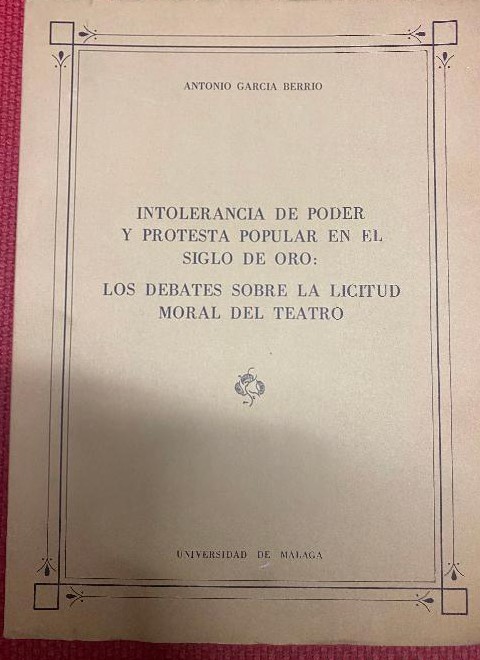 ANTONIO GARCIA BERRIO
INTOLERANCIA DE PODER
Y PROTESTA POPULAR EN EL
SIGLO DE ORO:
LOS DEBATES SOBRE LA LICITUD
MORAL DEL TEATRO
UNIVERSIDAD DE MALAGA